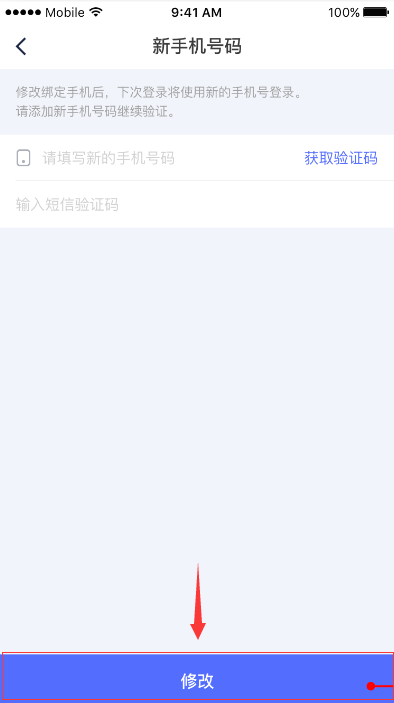 Mobile 9:41 AM 100%
新手机号码
修改绑定手机后，下次登录将使用新的手机号登录。
请添加新手机号码继续验证。
请填写新的手机号码 获取验证码
输入短信验证码
修改